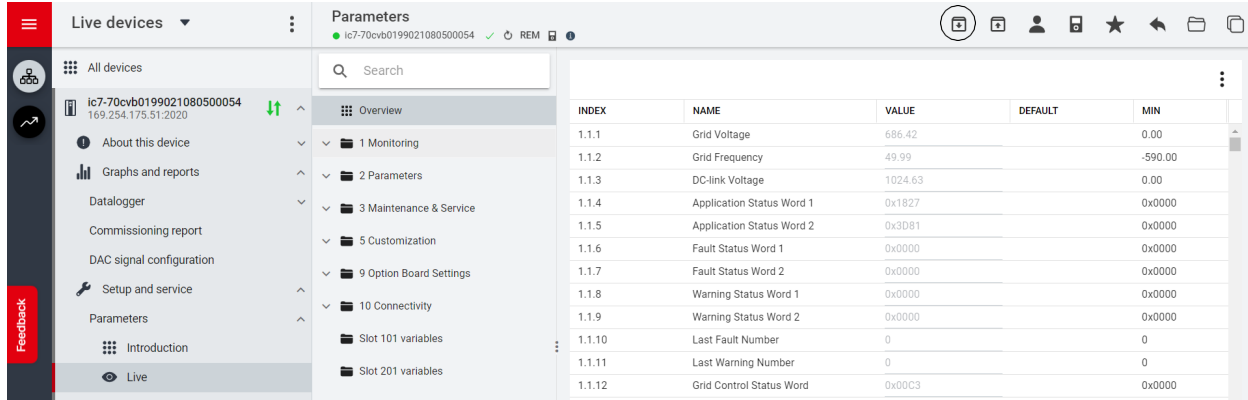 Live devices
All devices
ic7-70cvb0199021080500054
169.254.175.51:2020
About this device
Graphs and reports
Datalogger
Commissioning report
DAC signal configuration
Setup and service
Parameters
Introduction
Live
Feedback
Parameters
ic7-70cvb0199021080500054 REM
Search
Overview
1 Monitoring
2 Parameters
3 Maintenance & Service
5 Customization
9 Option Board Settings
10 Connectivity
Slot 101 variables
Slot 201 variables
INDEX NAME VALUE DEFAULT MIN
1.1.1 Grid Voltage 686.42 0.00
1.1.2 Grid Frequency 49.99 -590.00
1.1.3 DC-link Voltage 1024.63 0.00
1.1.4 Application Status Word 1 0x1827 0x0000
1.1.5 Application Status Word 2 0x3D81 0x0000
1.1.6 Fault Status Word 1 0x0000 0x0000
1.1.7 Fault Status Word 2 0x0000 0x0000
1.1.8 Warning Status Word 1 0x0000 0x0000
1.1.9 Warning Status Word 2 0x0000 0x0000
1.1.10 Last Fault Number 0 0
1.1.11 Last Warning Number 0 0
1.1.12 Grid Control Status Word 0x00C3 0x0000